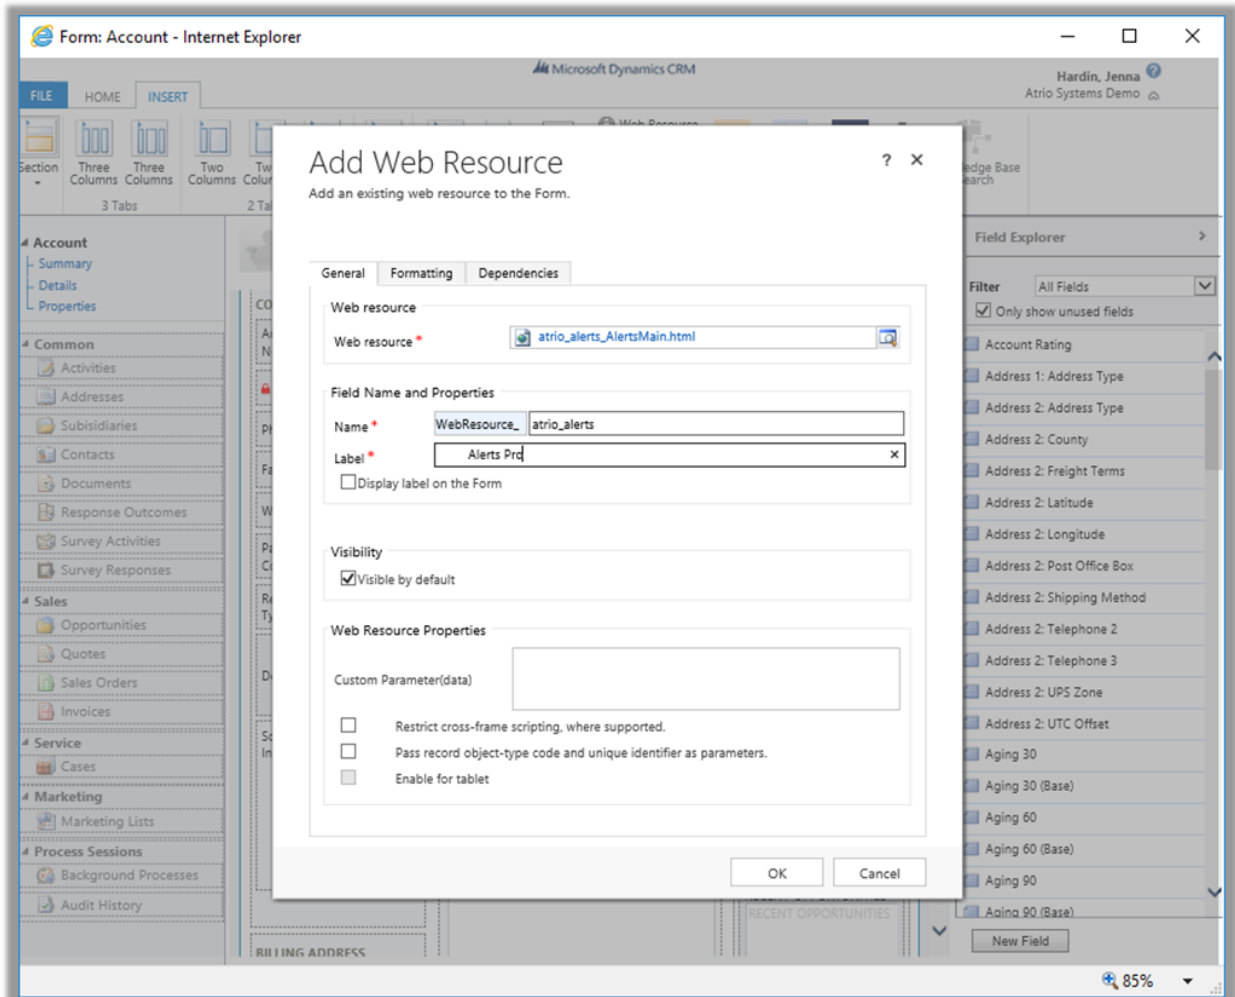 Form: Account - Internet Explorer
Microsoft Dynamics CRM
Hardin, Jenna
Atrio Systems Demo
FILE HOME INSERT
Web Resource
Section
Three Columns
Three Columns
Two Columns
3 Tabs
Search
Account
Summary
Details
Properties
Common
Activities
Addresses
Subsidiaries
Contacts
Documents
Response Outcomes
Survey Activities
Survey Responses
Sales
Opportunities
Quotes
Sales Orders
Invoices
Service
Cases
Marketing
Marketing Lists
Process Sessions
Background Processes
Audit History
BILLING ADDRESS
RECENT OPPORTUNITIES
Add Web Resource
? ×
Add an existing web resource to the Form.
General Formatting Dependencies
Web resource
Web resource *
atrio_alerts_AlertsMain.html
Field Name and Properties
Name * WebResource_ atrio_alerts
Label * Alerts Pro
Display label on the Form
Visibility
Visible by default
Web Resource Properties
Custom Parameter(data)
Restrict cross-frame scripting, where supported.
Pass record object-type code and unique identifier as parameters.
Enable for tablet
OK Cancel
Field Explorer
Filter All Fields
Only show unused fields
Account Rating
Address 1: Address Type
Address 2: Address Type
Address 2: County
Address 2: Freight Terms
Address 2: Latitude
Address 2: Longitude
Address 2: Post Office Box
Address 2: Shipping Method
Address 2: Telephone 2
Address 2: Telephone 3
Address 2: UPS Zone
Address 2: UTC Offset
Aging 30
Aging 30 (Base)
Aging 60
Aging 60 (Base)
Aging 90
Aging 90 (Base)
New Field
85%